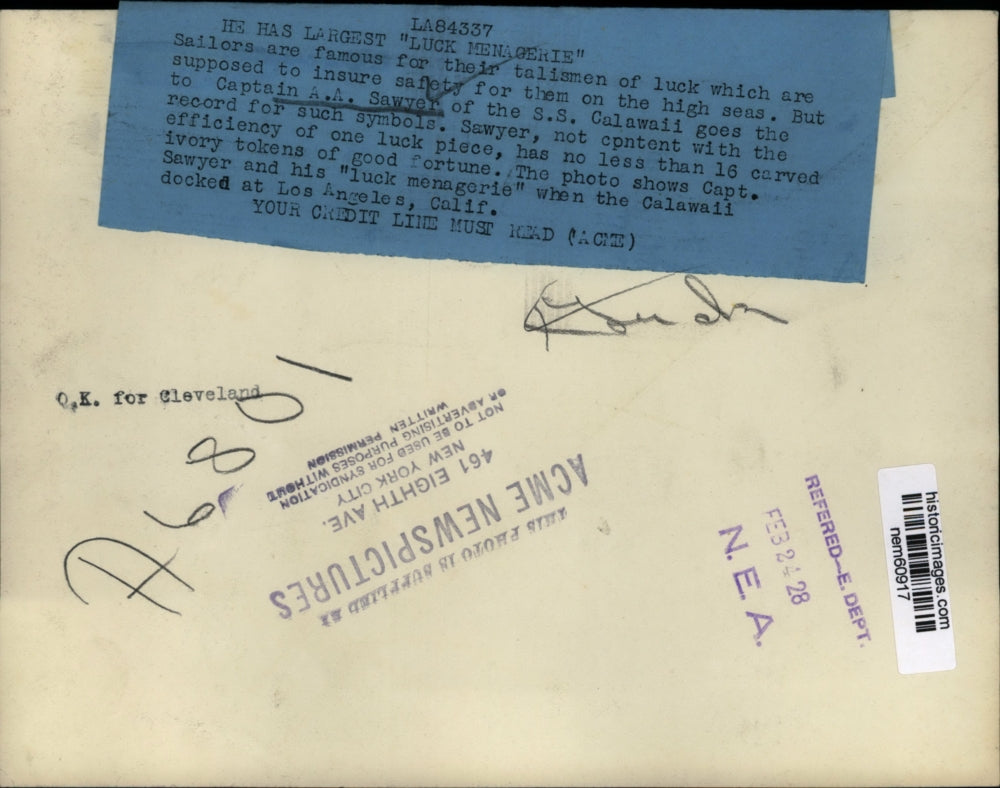 LA84337
HE HAS LARGEST "LUCK MENAGERIE"
Sailors are famous for their talismen of luck which are
supposed to insure safety for them on the high seas. But
to Captain A.A. Sawyer of the S.S. Calawaii goes the
record for such symbols. Sawyer, not cpntent with the
efficiency of one luck piece, has no less than 16 carved
ivory tokens of good fortune. The photo shows Capt.
Sawyer and his "luck menagerie" when the Calawaii
docked at Los Angeles, Calif.
YOUR CREDIT LINE MUST READ (ACME)
O.K. for Cleveland
A6801
THIS PHOTO IS SUPPLIED BY
ACME NEWSPICTURES
461 EIGHTH AVE.
NEW YORK CITY
NOT TO BE USED FOR SYNDICATION
OR ADVERTISING PURPOSES WITHOUT
WRITTEN PERMISSION
REFERED—E. DEPT.
FEB 24 28
N. E. A.
historicimages.com
nem60917